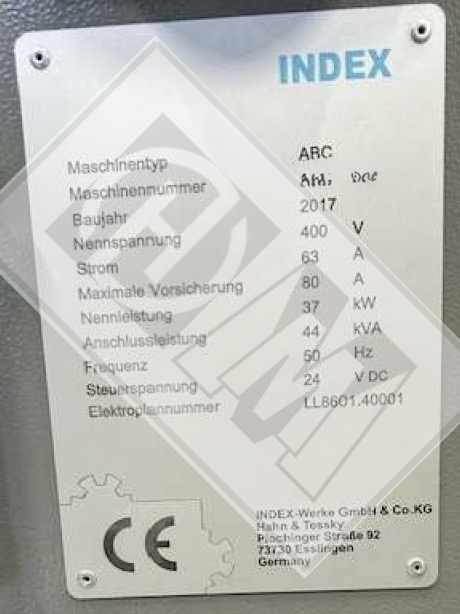 INDEX
Maschinentyp ABC
Maschinennummer
Baujahr 2017
Nennspannung 400 V
Strom 63 A
Maximale Vorsicherung 80 A
Nennleistung 37 kW
Anschlussleistung 44 kVA
Frequenz 50 Hz
Steuerspannung 24 V DC
Elektroplannummer LL8601.40001
CE
INDEX-Werke GmbH & Co.KG
Hahn & Tessky
Plochinger Straße 92
73730 Esslingen
Germany